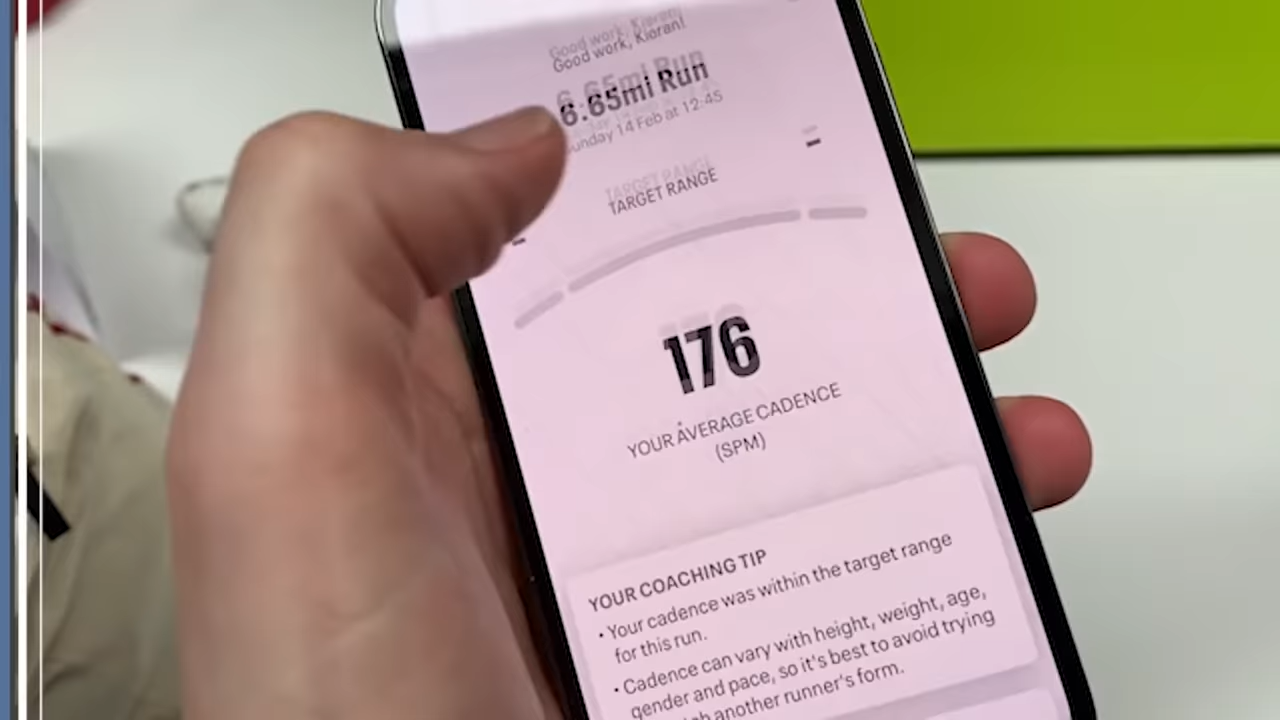 Good work, Kioran!
6.65mi Run
Sunday 14 Feb at 12:45
TARGET RANGE
176
YOUR AVERAGE CADENCE
(SPM)
YOUR COACHING TIP
• Your cadence was within the target range
for this run.
• Cadence can vary with height, weight, age,
gender and pace, so it's best to avoid trying
another runner's form.